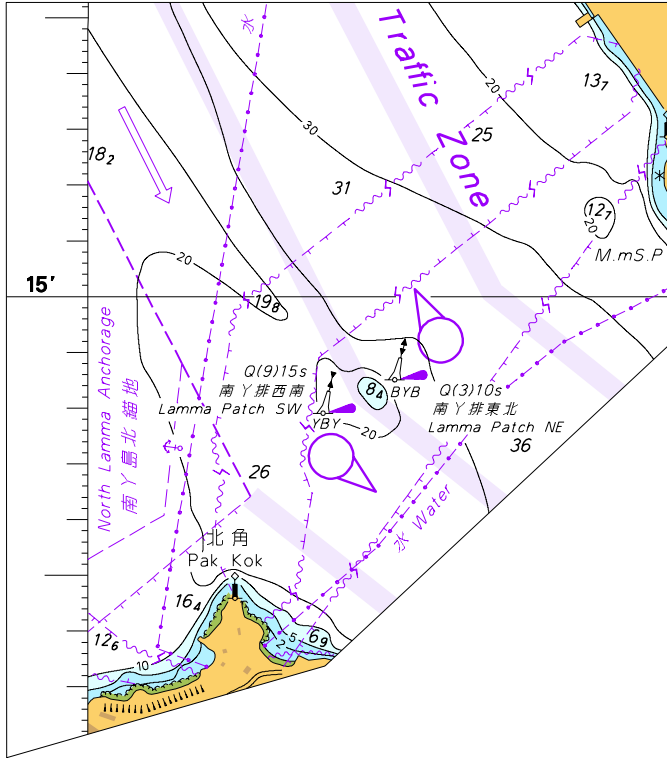 水
Traffic Zone
20
13₇
30
25
18₂
31
12₇
20
M.mS.P
15′
20
19₈
North Lamma Anchorage
南丫島北錨地
Q(9)15s
南丫排西南
Lamma Patch SW
YBY
8₄
BYB
20
Q(3)10s
南丫排東北
Lamma Patch NE
36
26
水 Water
北角
Pak Kok
16₄
12₆
10
2
5
6₉